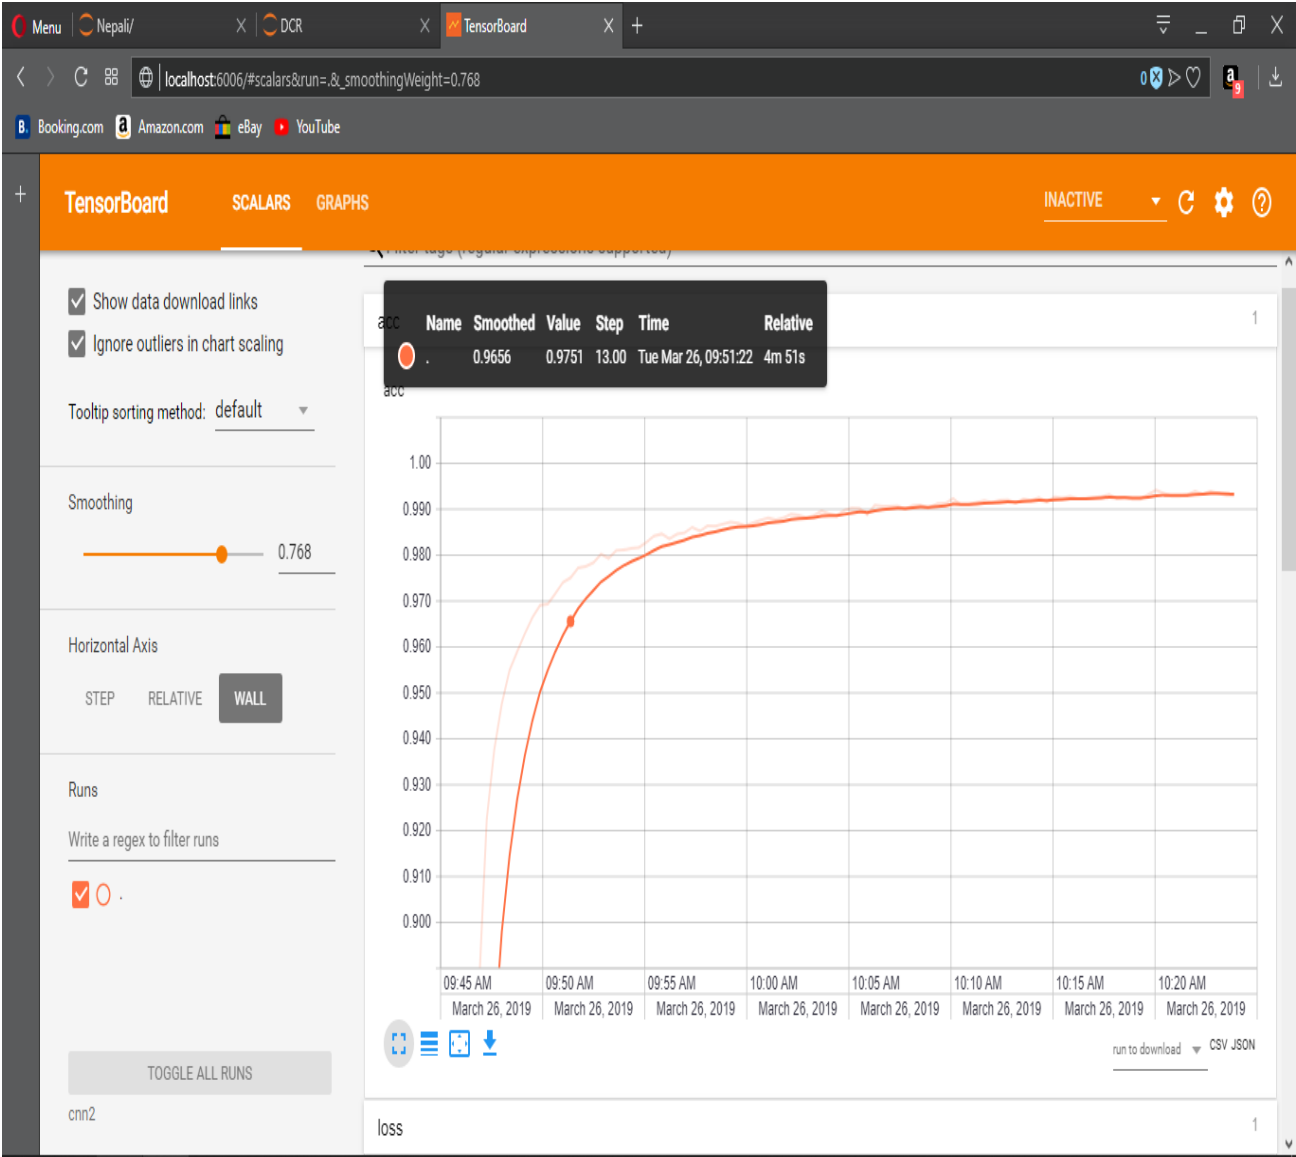 Menu Nepali/ DCR TensorBoard
localhost:6006/#scalars&run=.&_smoothingWeight=0.768 0 a 9
B. Booking.com a Amazon.com eBay YouTube
TensorBoard SCALARS GRAPHS INACTIVE
Filter tags (regular expressions supported)
Show data download links
Ignore outliers in chart scaling
Tooltip sorting method: default
Smoothing
0.768
Horizontal Axis
STEP RELATIVE WALL
Runs
Write a regex to filter runs
.
TOGGLE ALL RUNS
cnn2
acc 1
Name Smoothed Value Step Time Relative
. 0.9656 0.9751 13.00 Tue Mar 26, 09:51:22 4m 51s
acc
1.00
0.990
0.980
0.970
0.960
0.950
0.940
0.930
0.920
0.910
0.900
09:45 AM 09:50 AM 09:55 AM 10:00 AM 10:05 AM 10:10 AM 10:15 AM 10:20 AM
March 26, 2019 March 26, 2019 March 26, 2019 March 26, 2019 March 26, 2019 March 26, 2019 March 26, 2019 March 26, 2019
run to download CSV JSON
loss 1